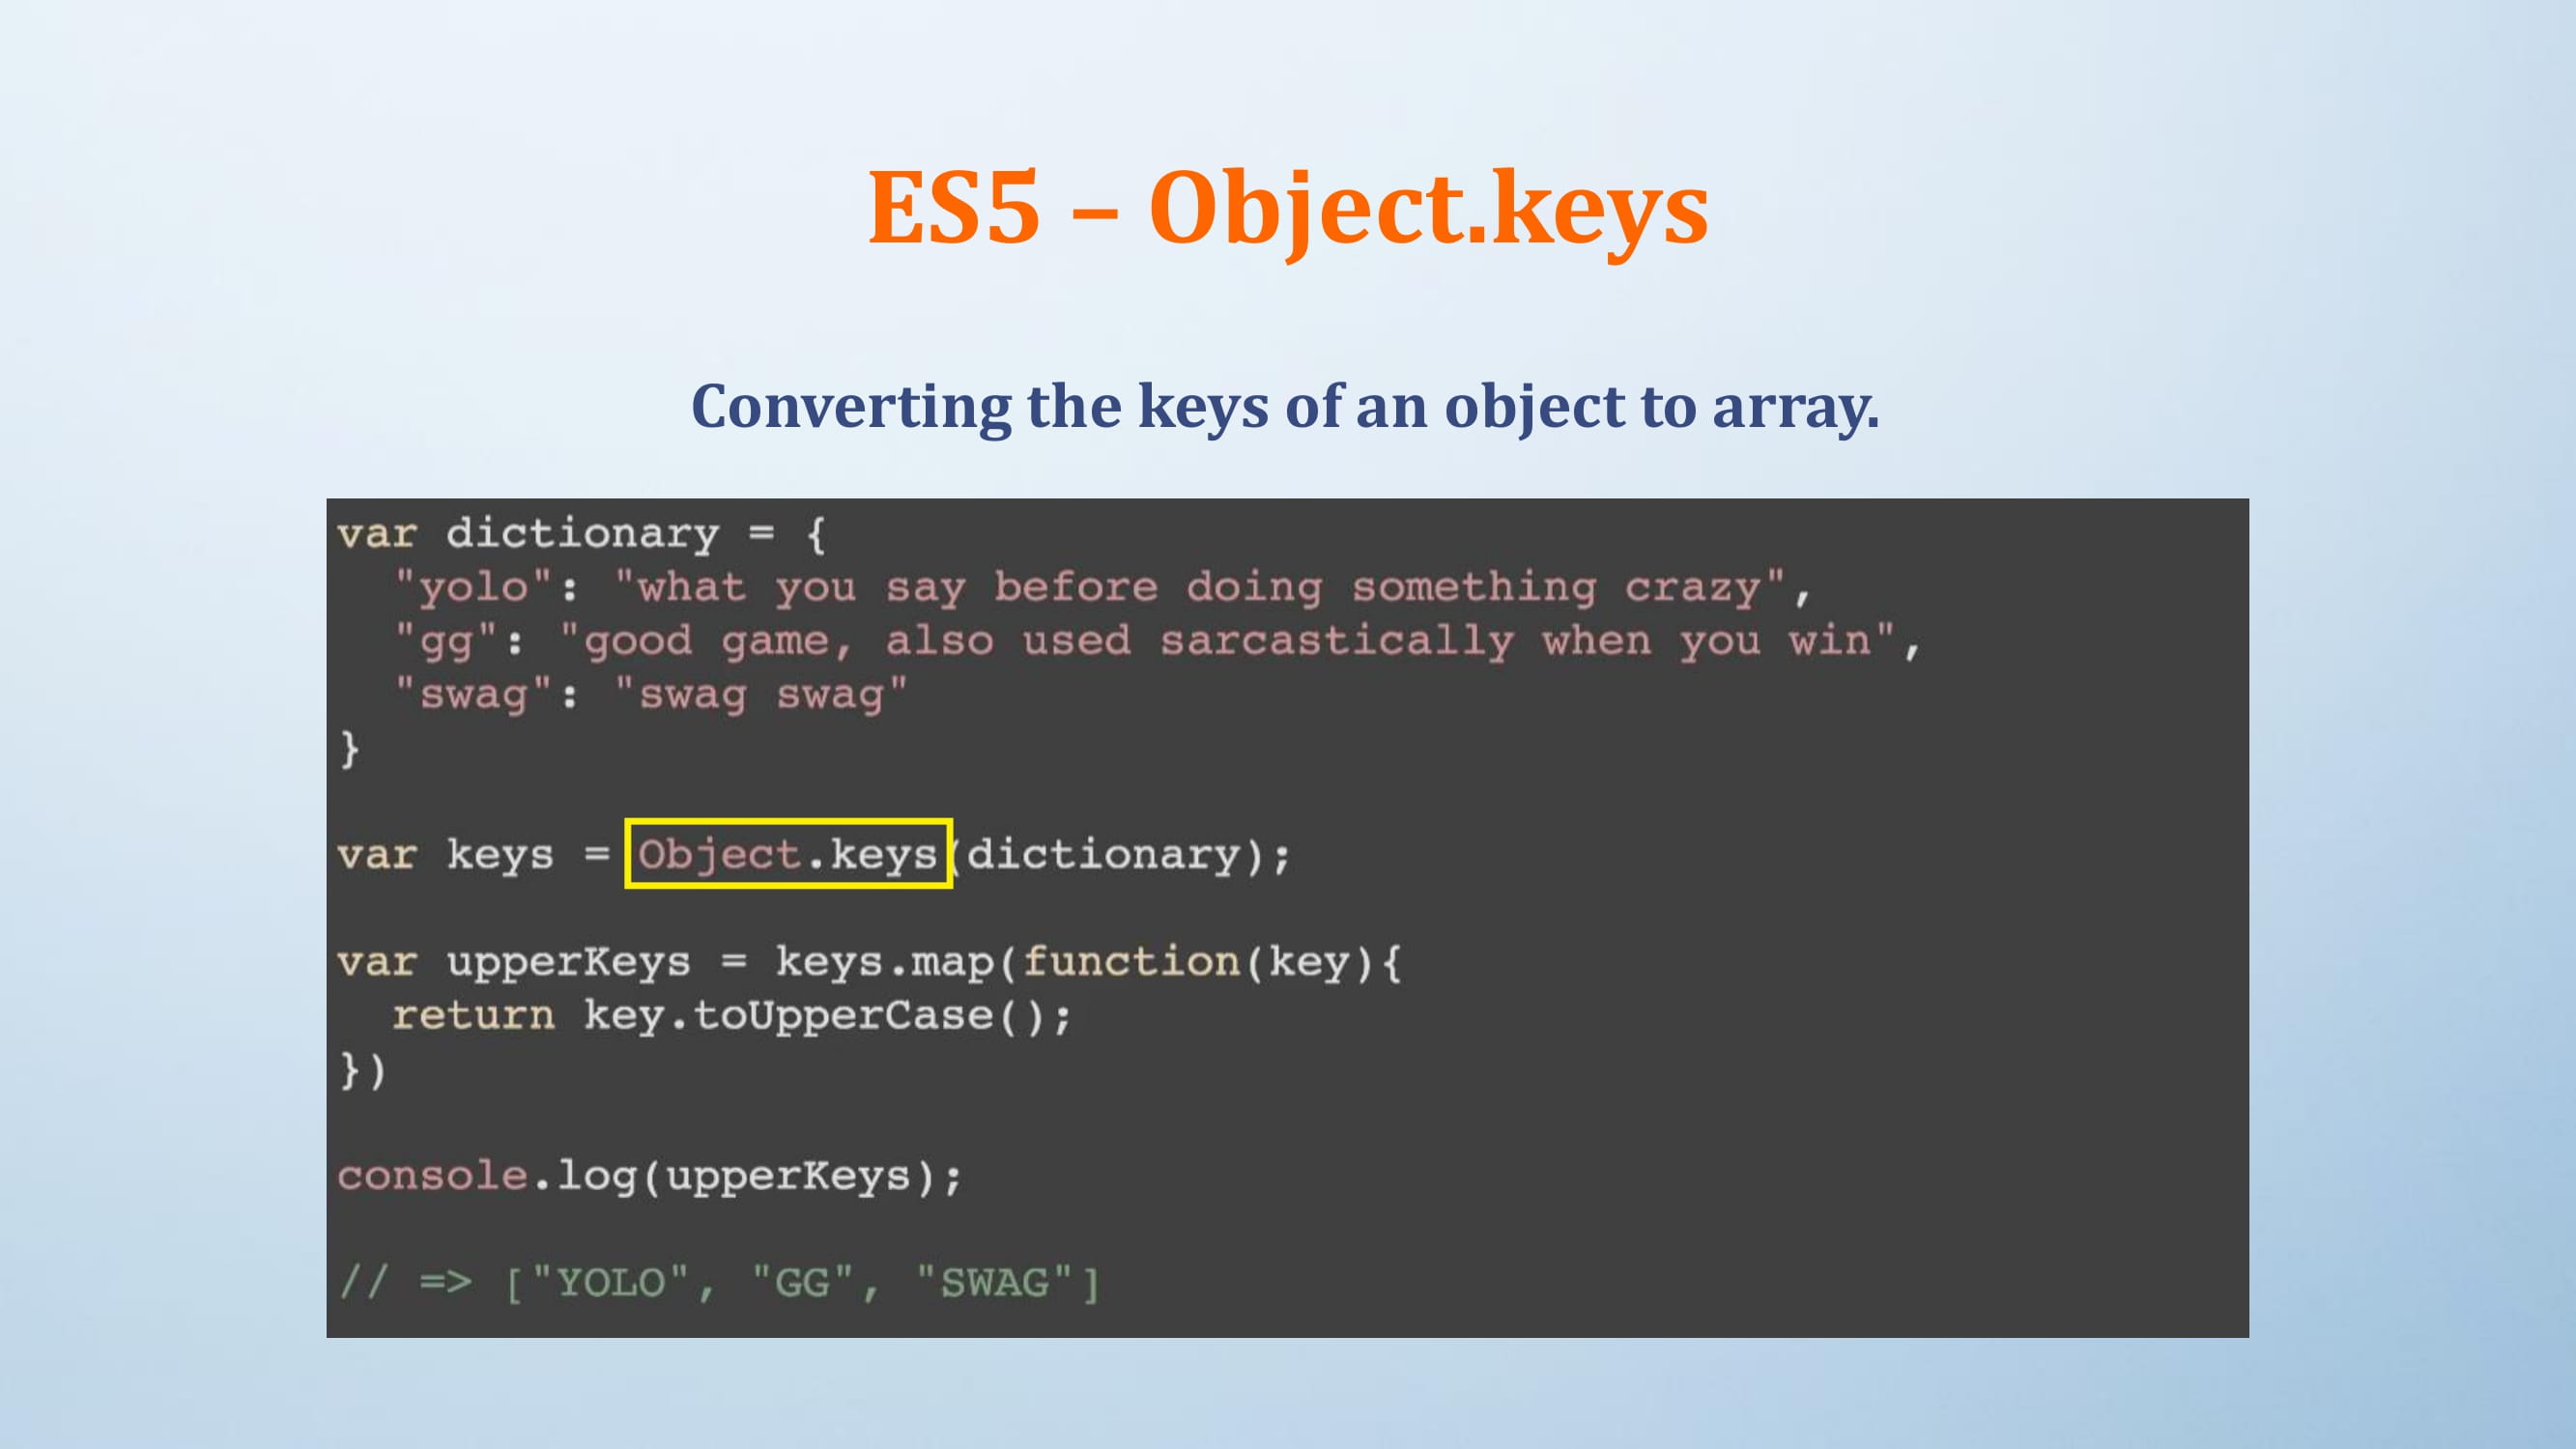 ES5 – Object.keys
Converting the keys of an object to array.
var dictionary = {
  "yolo": "what you say before doing something crazy",
  "gg": "good game, also used sarcastically when you win",
  "swag": "swag swag"
}
var keys = Object.keys(dictionary);
var upperKeys = keys.map(function(key){
  return key.toUpperCase();
})
console.log(upperKeys);
// => ["YOLO", "GG", "SWAG"]